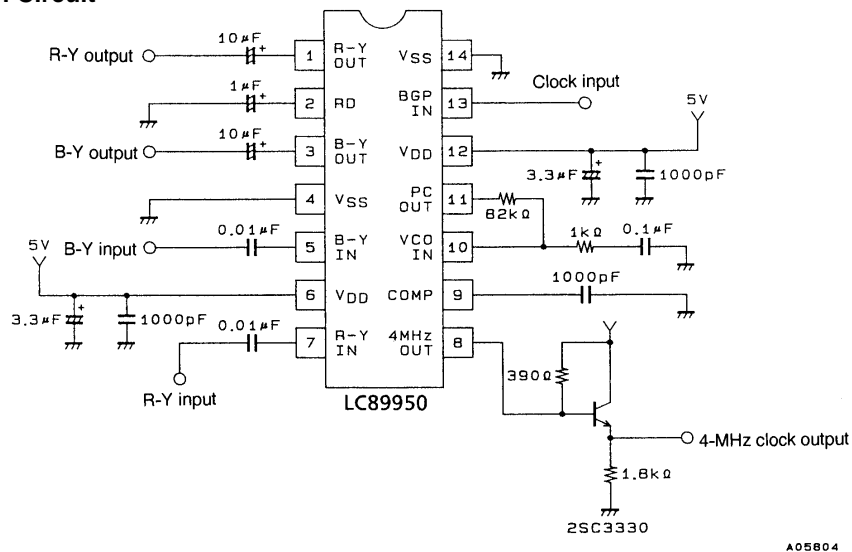 R-Y output
10µF
+
1
R-Y
OUT
VSS
14
1µF
+
2
RD
BGP
IN
13
Clock input
B-Y output
10µF
+
3
B-Y
OUT
VDD
12
5V
3.3µF
+
1000pF
4
VSS
PC
OUT
11
82kΩ
B-Y input
0.01µF
5
B-Y
IN
VCO
IN
10
1kΩ
0.1µF
5V
3.3µF
+
1000pF
6
VDD
COMP
9
1000pF
R-Y input
0.01µF
7
R-Y
IN
4MHz
OUT
8
LC89950
390Ω
4-MHz clock output
1.8kΩ
2SC3330
A05804